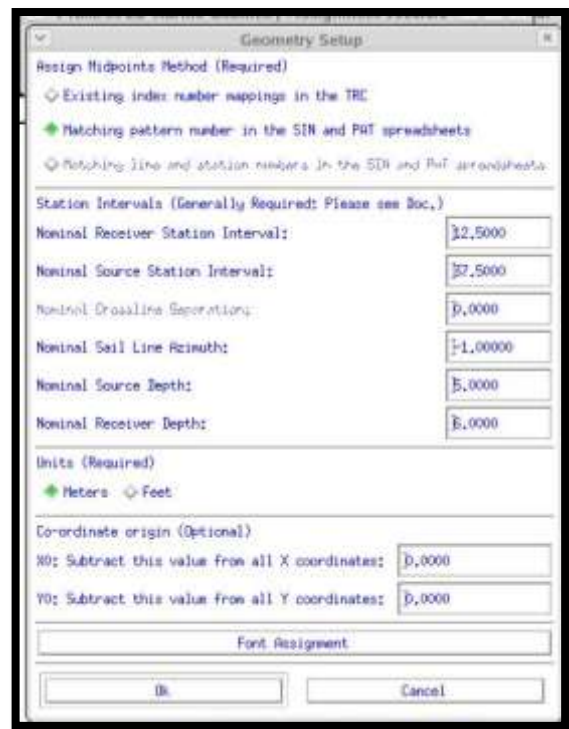 Geometry Setup
Assign Midpoints Method (Required)
Existing index number mappings in the TRC
Matching pattern number in the SIN and PAT spreadsheets
Matching line and station numbers in the SIN and PAT spreadsheets
Station Intervals (Generally Required: Please see Doc.)
Nominal Receiver Station Interval: 12.5000
Nominal Source Station Interval: 37.5000
Nominal Crossline Separation: 0.0000
Nominal Sail Line Azimuth: -1.00000
Nominal Source Depth: 5.0000
Nominal Receiver Depth: 6.0000
Units (Required)
Meters Feet
Co-ordinate origin (Optional)
X0: Subtract this value from all X coordinates: 0.0000
Y0: Subtract this value from all Y coordinates: 0.0000
Font Assignment
Ok Cancel